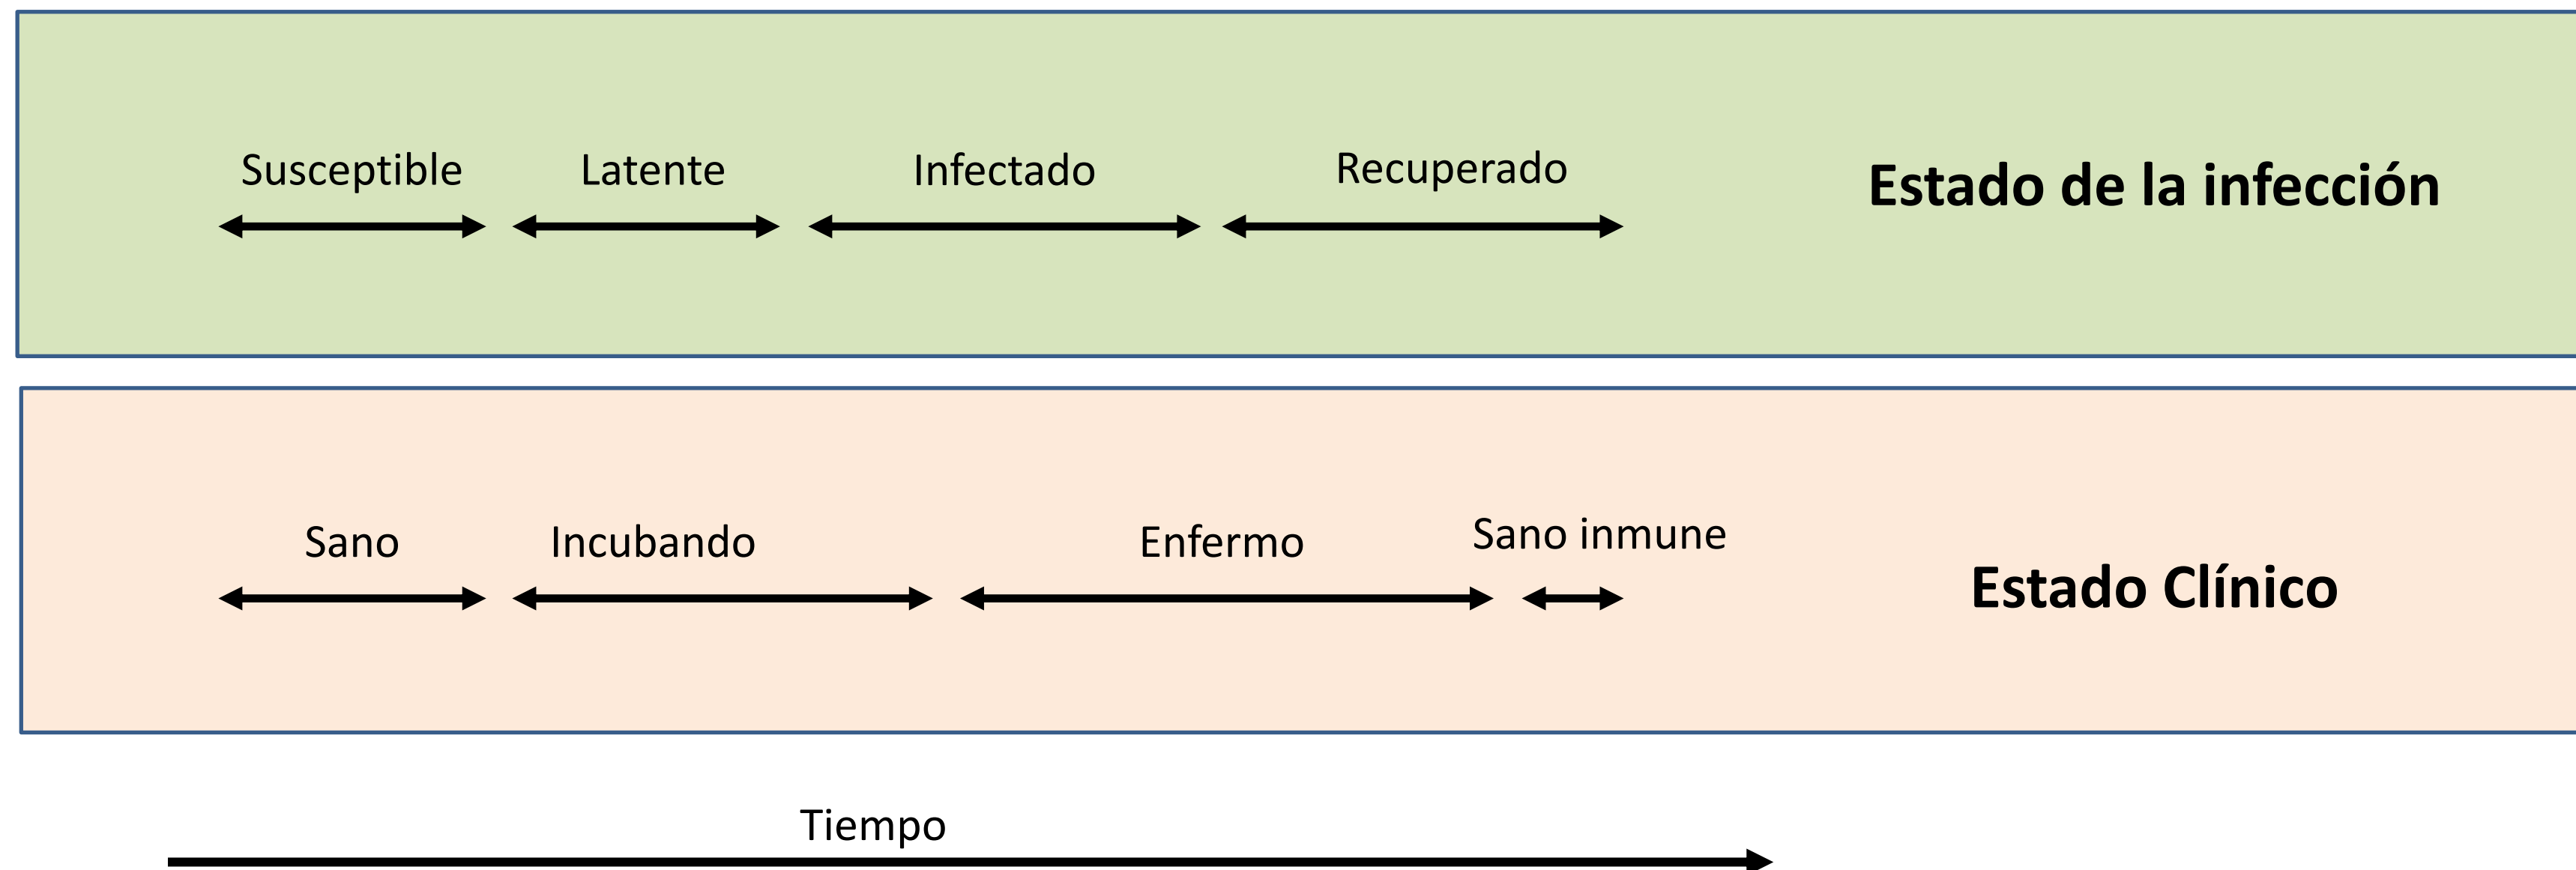 Susceptible Latente Infectado Recuperado Estado de la infección
Sano Incubando Enfermo Sano inmune Estado Clínico
Tiempo